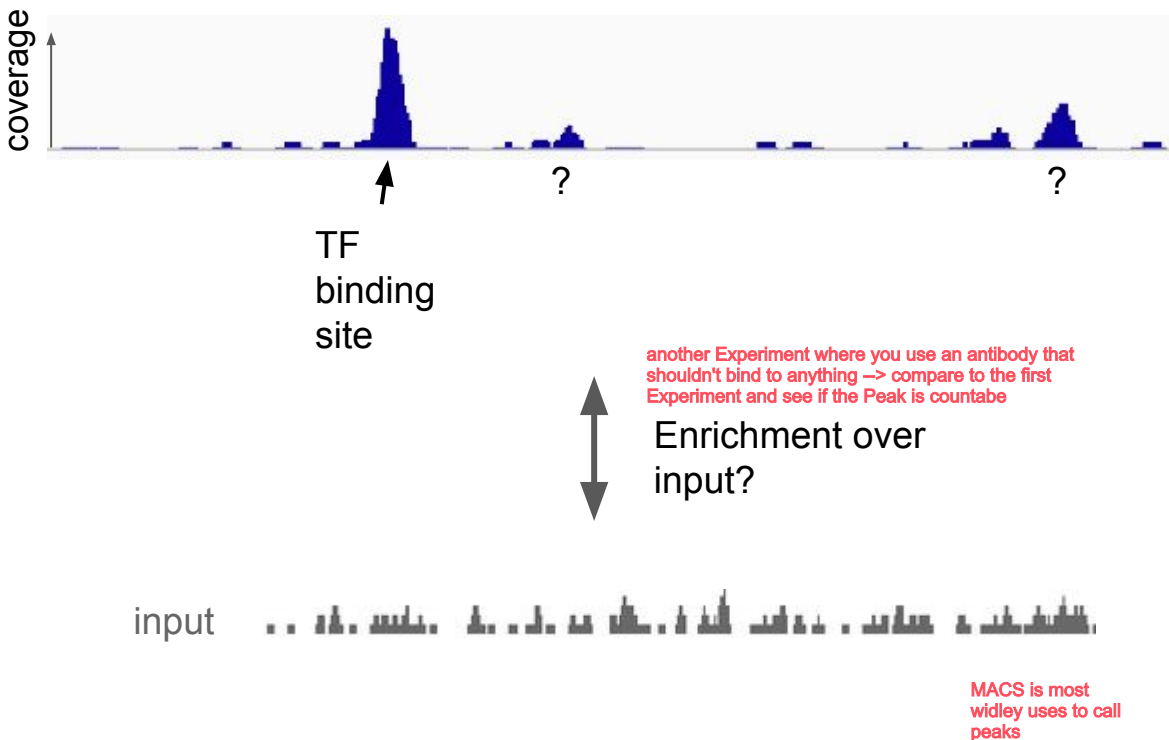 coverage
? ?
TF
binding
site
another Experiment where you use an antibody that
shouldn't bind to anything —> compare to the first
Experiment and see if the Peak is countabe
Enrichment over
input?
input
MACS is most
widley uses to call
peaks